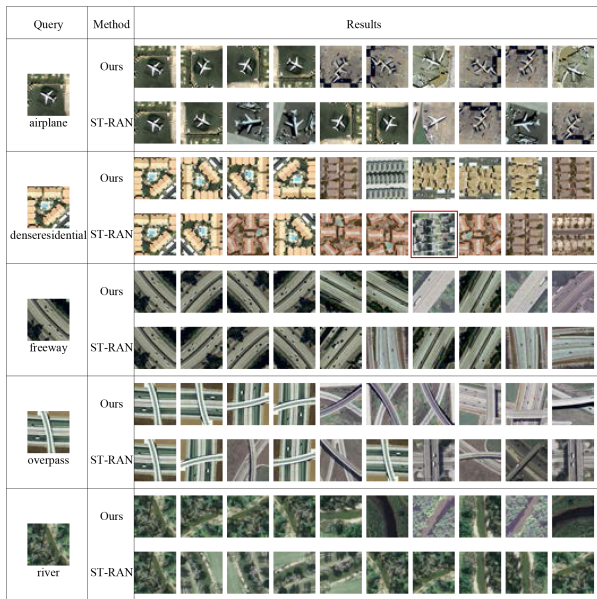 Query Method Results
Ours
airplane ST-RAN
Ours
denseresidential ST-RAN
Ours
freeway ST-RAN
Ours
overpass ST-RAN
Ours
river ST-RAN